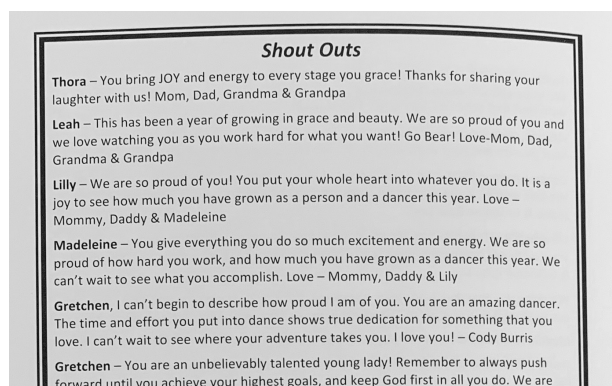 Shout Outs
Thora – You bring JOY and energy to every stage you grace! Thanks for sharing your
laughter with us! Mom, Dad, Grandma & Grandpa
Leah – This has been a year of growing in grace and beauty. We are so proud of you and
we love watching you as you work hard for what you want! Go Bear! Love-Mom, Dad,
Grandma & Grandpa
Lilly – We are so proud of you! You put your whole heart into whatever you do. It is a
joy to see how much you have grown as a person and a dancer this year. Love –
Mommy, Daddy & Madeleine
Madeleine – You give everything you do so much excitement and energy. We are so
proud of how hard you work, and how much you have grown as a dancer this year. We
can't wait to see what you accomplish. Love – Mommy, Daddy & Lily
Gretchen, I can't begin to describe how proud I am of you. You are an amazing dancer.
The time and effort you put into dance shows true dedication for something that you
love. I can't wait to see where your adventure takes you. I love you! – Cody Burris
Gretchen – You are an unbelievably talented young lady! Remember to always push
forward until you achieve your highest goals, and keep God first in all you do. We are